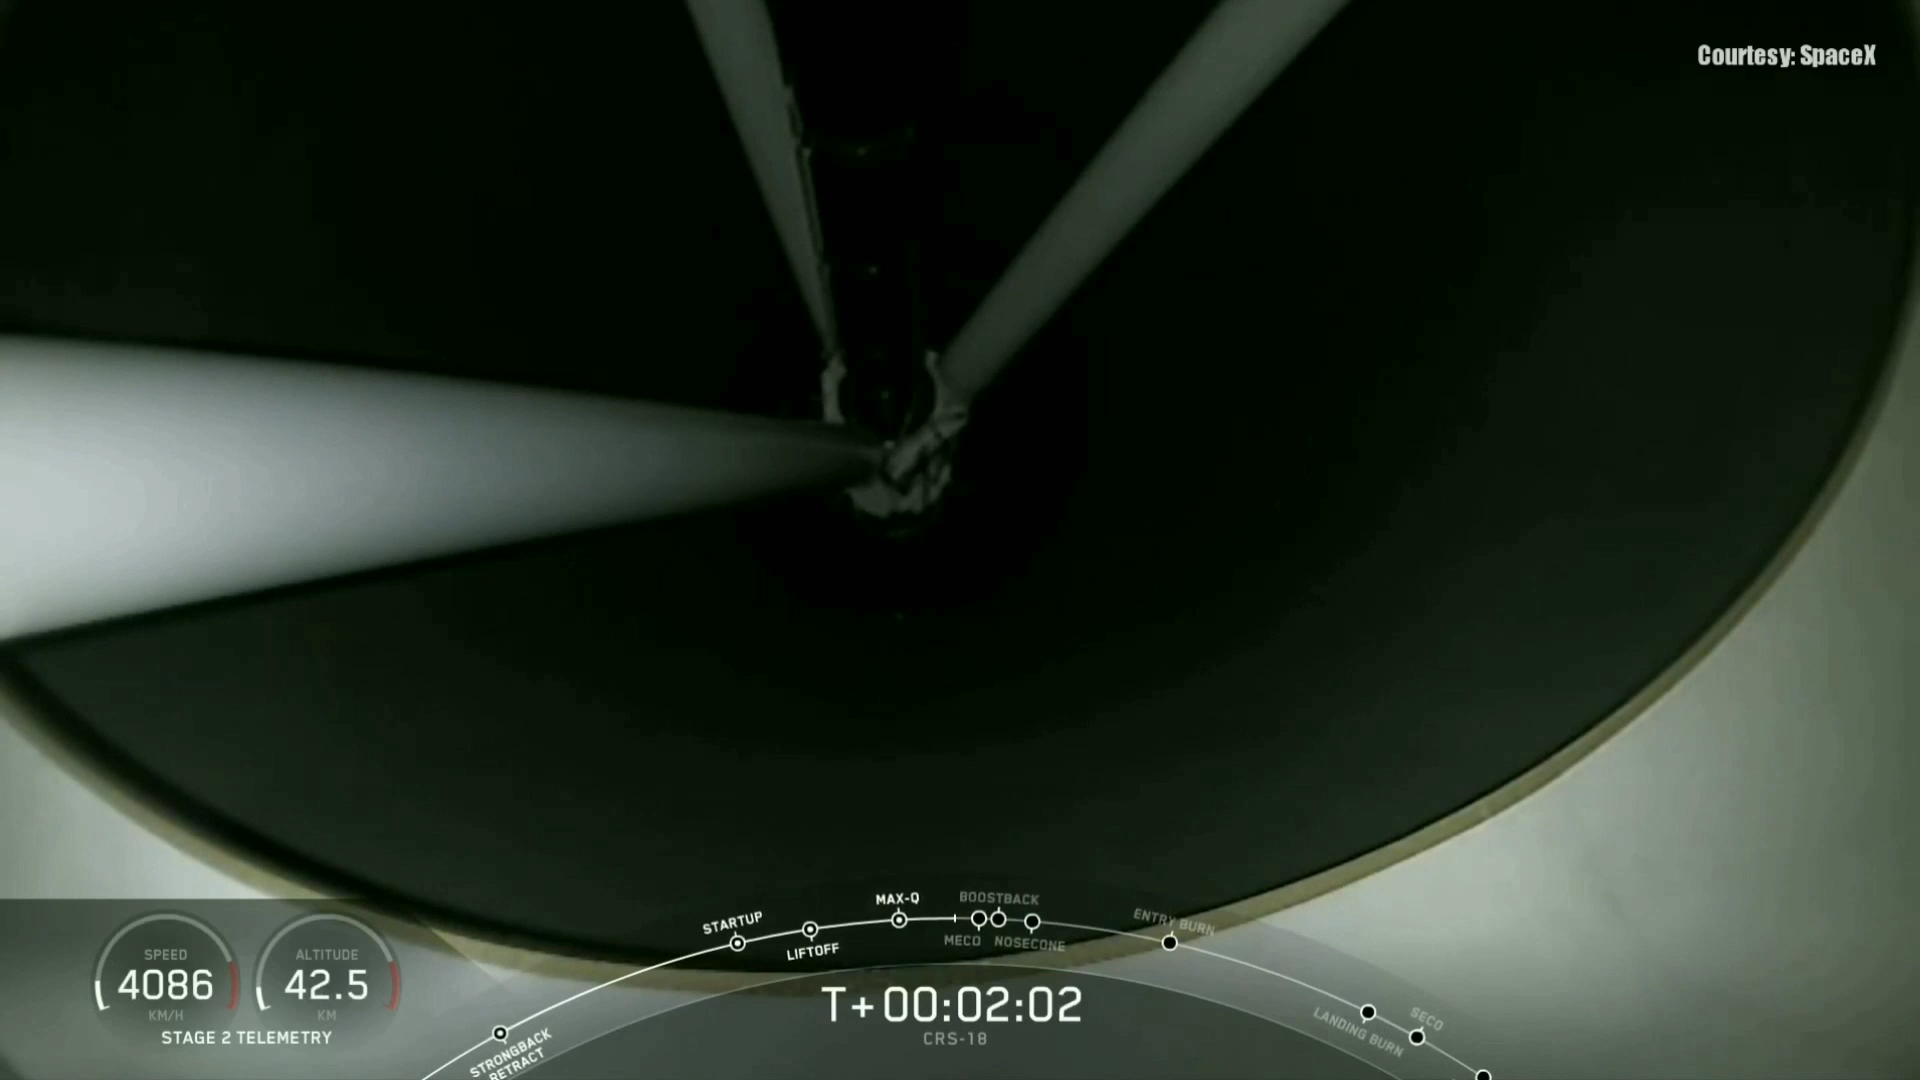 Courtesy: SpaceX
STARTUP
LIFTOFF
MAX-Q
BOOSTBACK
MECO
NOSECONE
ENTRY BURN
LANDING BURN
SECO
STRONGBACK
RETRACT
SPEED
4086
KM/H
ALTITUDE
42.5
KM
STAGE 2 TELEMETRY
T+00:02:02
CRS-18